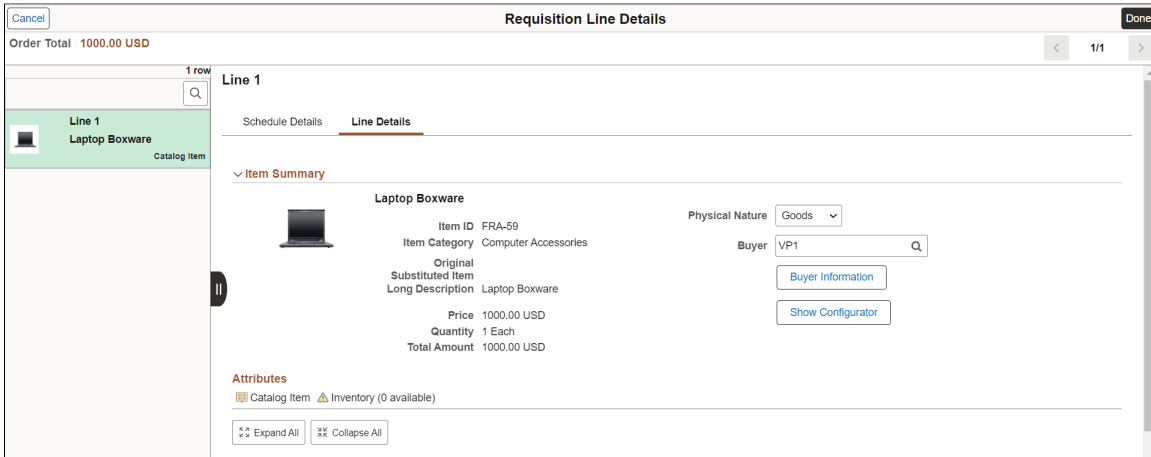 Cancel
Requisition Line Details
Done
Order Total 1000.00 USD
1/1
1 row
Line 1
Laptop Boxware
Catalog Item
Line 1
Schedule Details
Line Details
Item Summary
Laptop Boxware
Item ID FRA-59
Item Category Computer Accessories
Original
Substituted Item
Long Description Laptop Boxware
Price 1000.00 USD
Quantity 1 Each
Total Amount 1000.00 USD
Physical Nature Goods
Buyer VP1
Buyer Information
Show Configurator
Attributes
Catalog Item Inventory (0 available)
Expand All
Collapse All